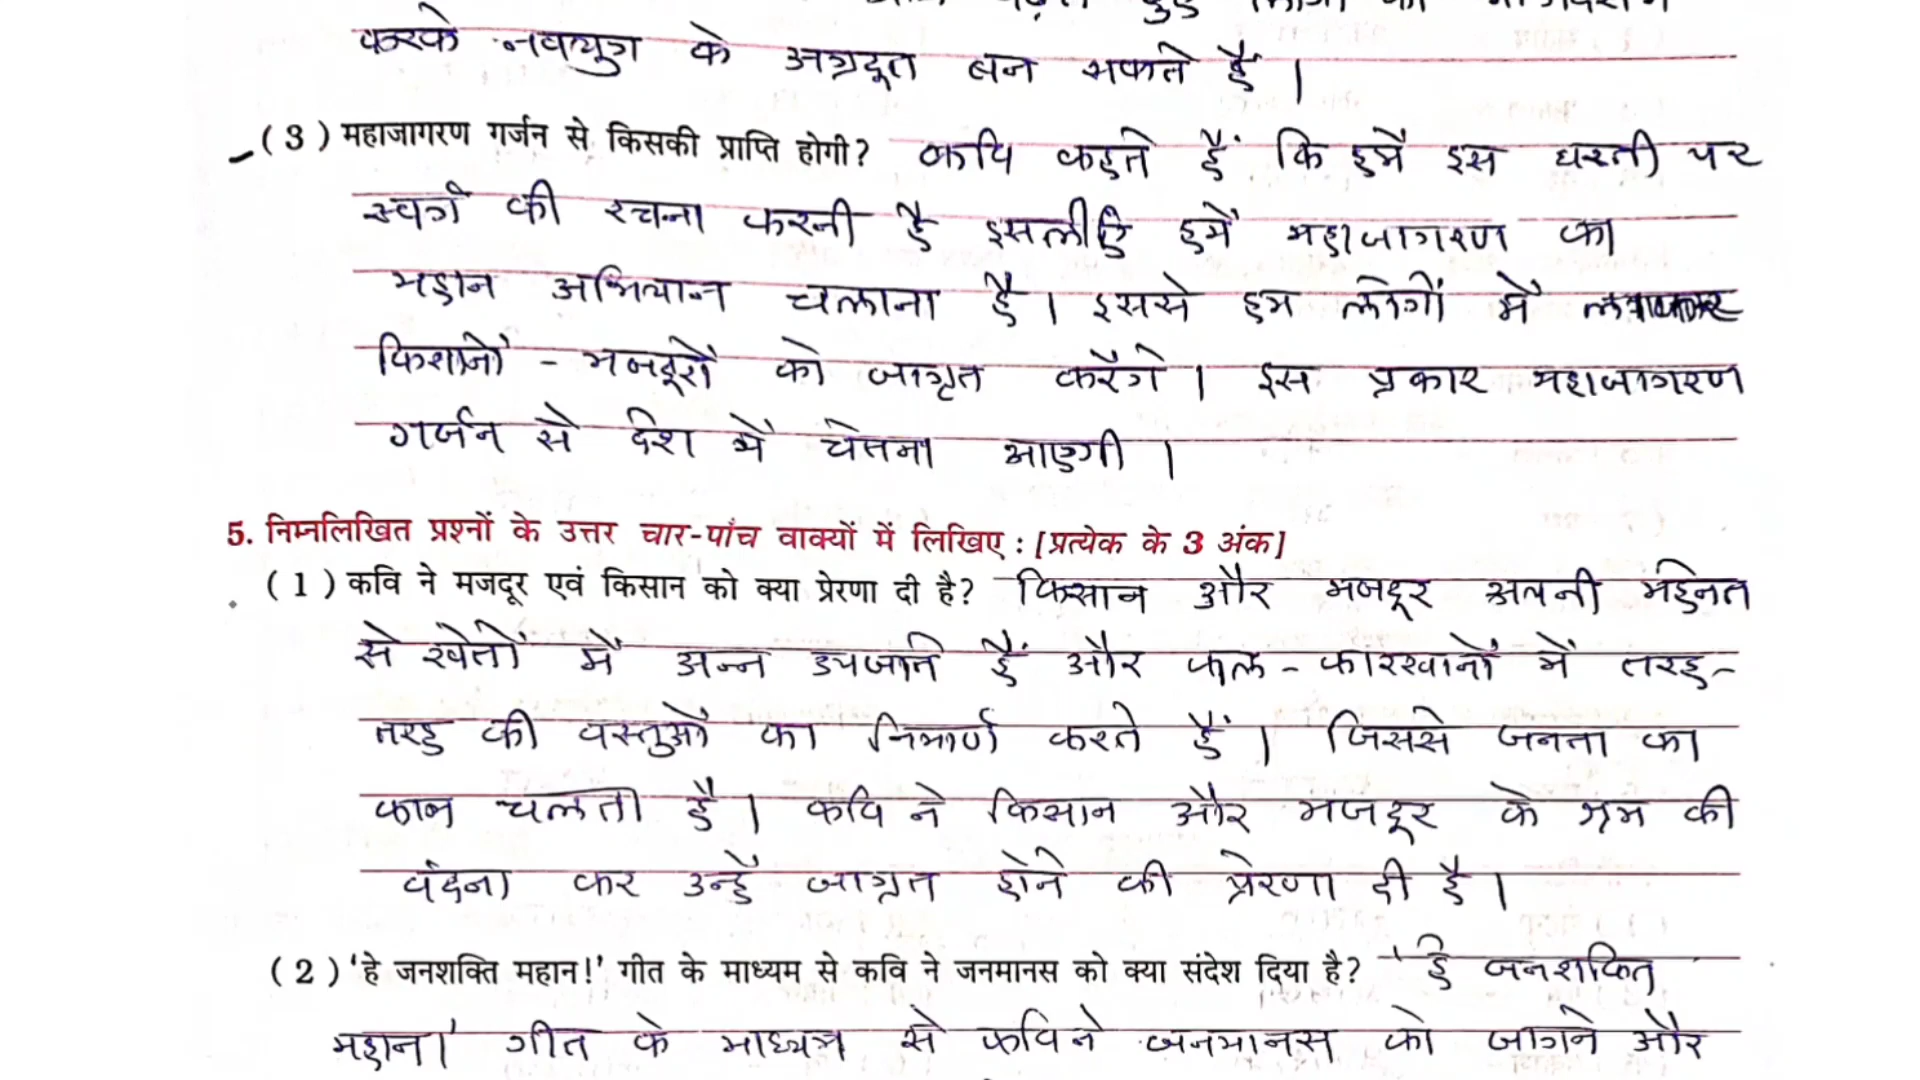 करके नवयुग के अग्रदूत बन सकते हैं ।
(3) महाजागरण गर्जन से किसकी प्राप्ति होगी? कवि कहते हैं कि हमें इस धरती पर
स्वर्ग की रचना करनी है इसलीए हमें महाजागरण का
महान अभियान चलाना है । इससे हम लोगों में
किसानों - मजदूरों को जाग्रत करेंगे । इस प्रकार महाजागरण
गर्जन से देश में चेतना आएगी ।
5. निम्नलिखित प्रश्नों के उत्तर चार-पांच वाक्यों में लिखिए : [प्रत्येक के 3 अंक]
(1) कवि ने मजदूर एवं किसान को क्या प्रेरणा दी है? किसान और मजदूर अपनी महेनत
से खेतों में अन्न उपजाते हैं और कल - कारखानों में तरह-
तरह की वस्तुओं का निमार्ण करते हैं । जिससे जनता का
काम चलता है । कवि ने किसान और मजदूर के श्रम की
वंदना कर उन्हें जाग्रत होने की प्रेरणा दी है ।
(2) 'हे जनशक्ति महान!' गीत के माध्यम से कवि ने जनमानस को क्या संदेश दिया है? 'हे जनशक्ति
महान।' गीत के माध्यम से कवि ने जनमानस को जागने और